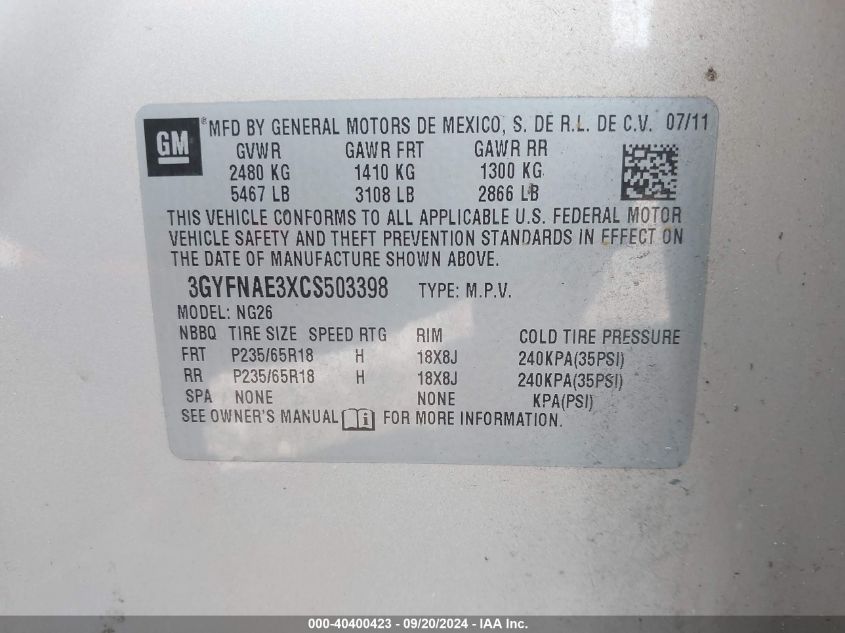 GM ® MFD BY GENERAL MOTORS DE MEXICO, S. DE R.L. DE C.V. 07/11
GVWR GAWR FRT GAWR RR
2480 KG 1410 KG 1300 KG
5467 LB 3108 LB 2866 LB
THIS VEHICLE CONFORMS TO ALL APPLICABLE U.S. FEDERAL MOTOR
VEHICLE SAFETY AND THEFT PREVENTION STANDARDS IN EFFECT ON
THE DATE OF MANUFACTURE SHOWN ABOVE.
3GYFNAE3XCS503398 TYPE: M.P.V.
MODEL: NG26
NBBQ TIRE SIZE SPEED RTG RIM COLD TIRE PRESSURE
FRT P235/65R18 H 18X8J 240KPA(35PSI)
RR P235/65R18 H 18X8J 240KPA(35PSI)
SPA NONE NONE KPA(PSI)
SEE OWNER'S MANUAL i FOR MORE INFORMATION.
000-40400423 - 09/20/2024 - IAA Inc.